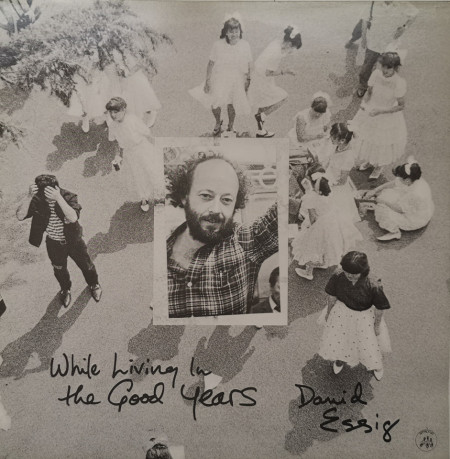 While Living In
the Good Years
David
Essig